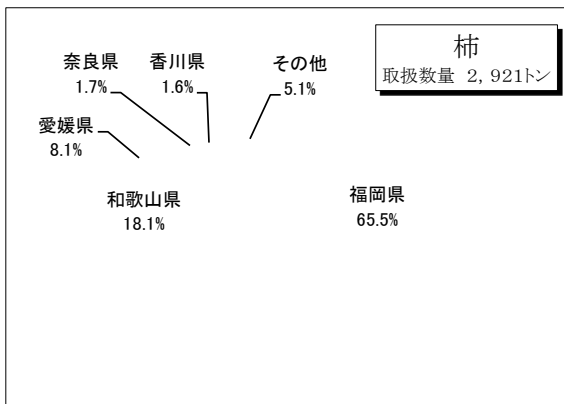 柿
取扱数量 2,921トン
奈良県
1.7%
香川県
1.6%
その他
5.1%
愛媛県
8.1%
和歌山県
18.1%
福岡県
65.5%